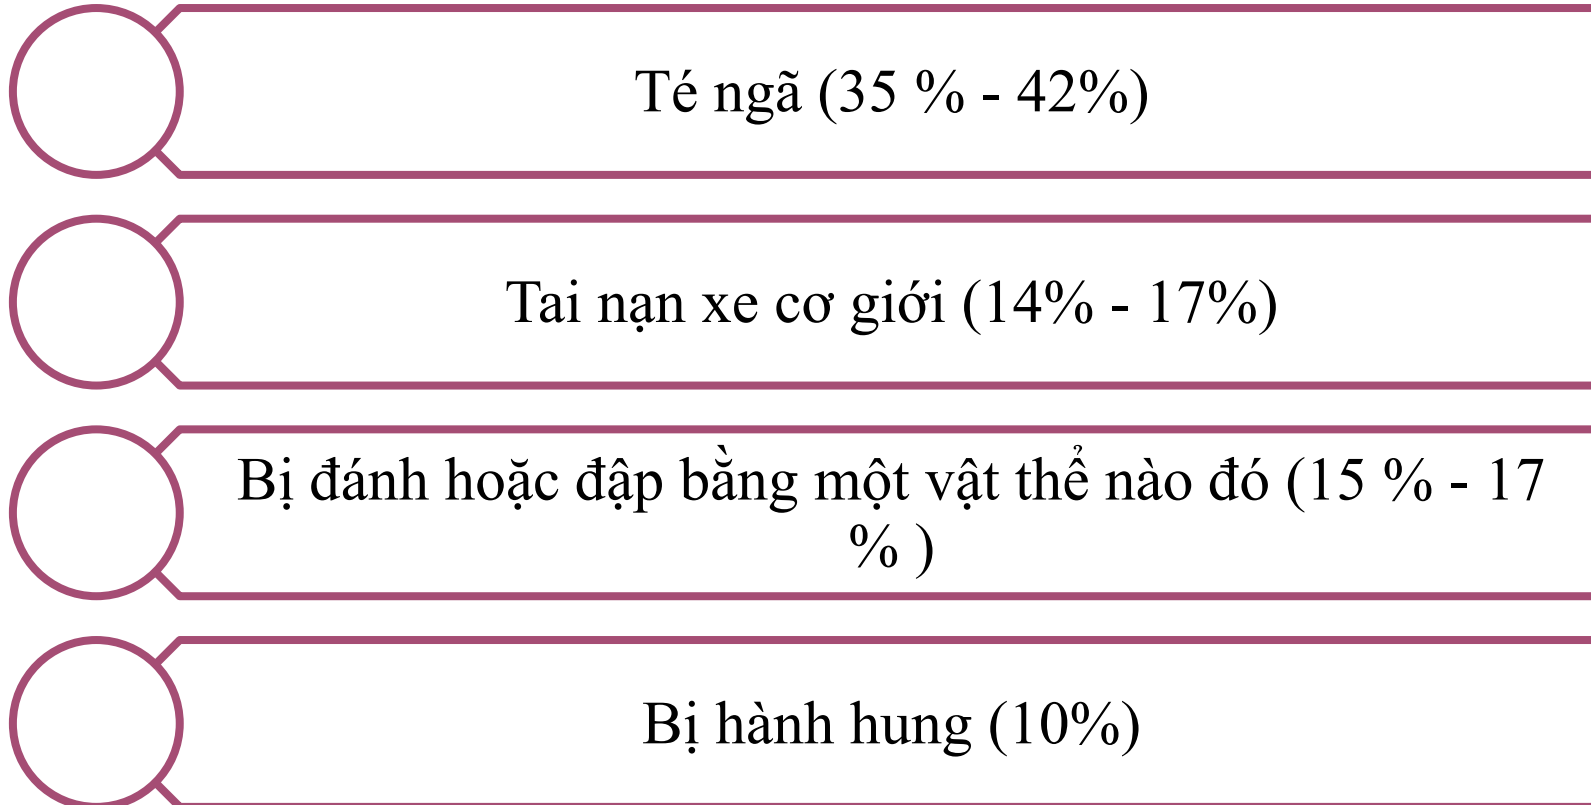 Té ngã (35 % - 42%)
Tai nạn xe cơ giới (14% - 17%)
Bị đánh hoặc đập bằng một vật thể nào đó (15 % - 17
% )
Bị hành hung (10%)